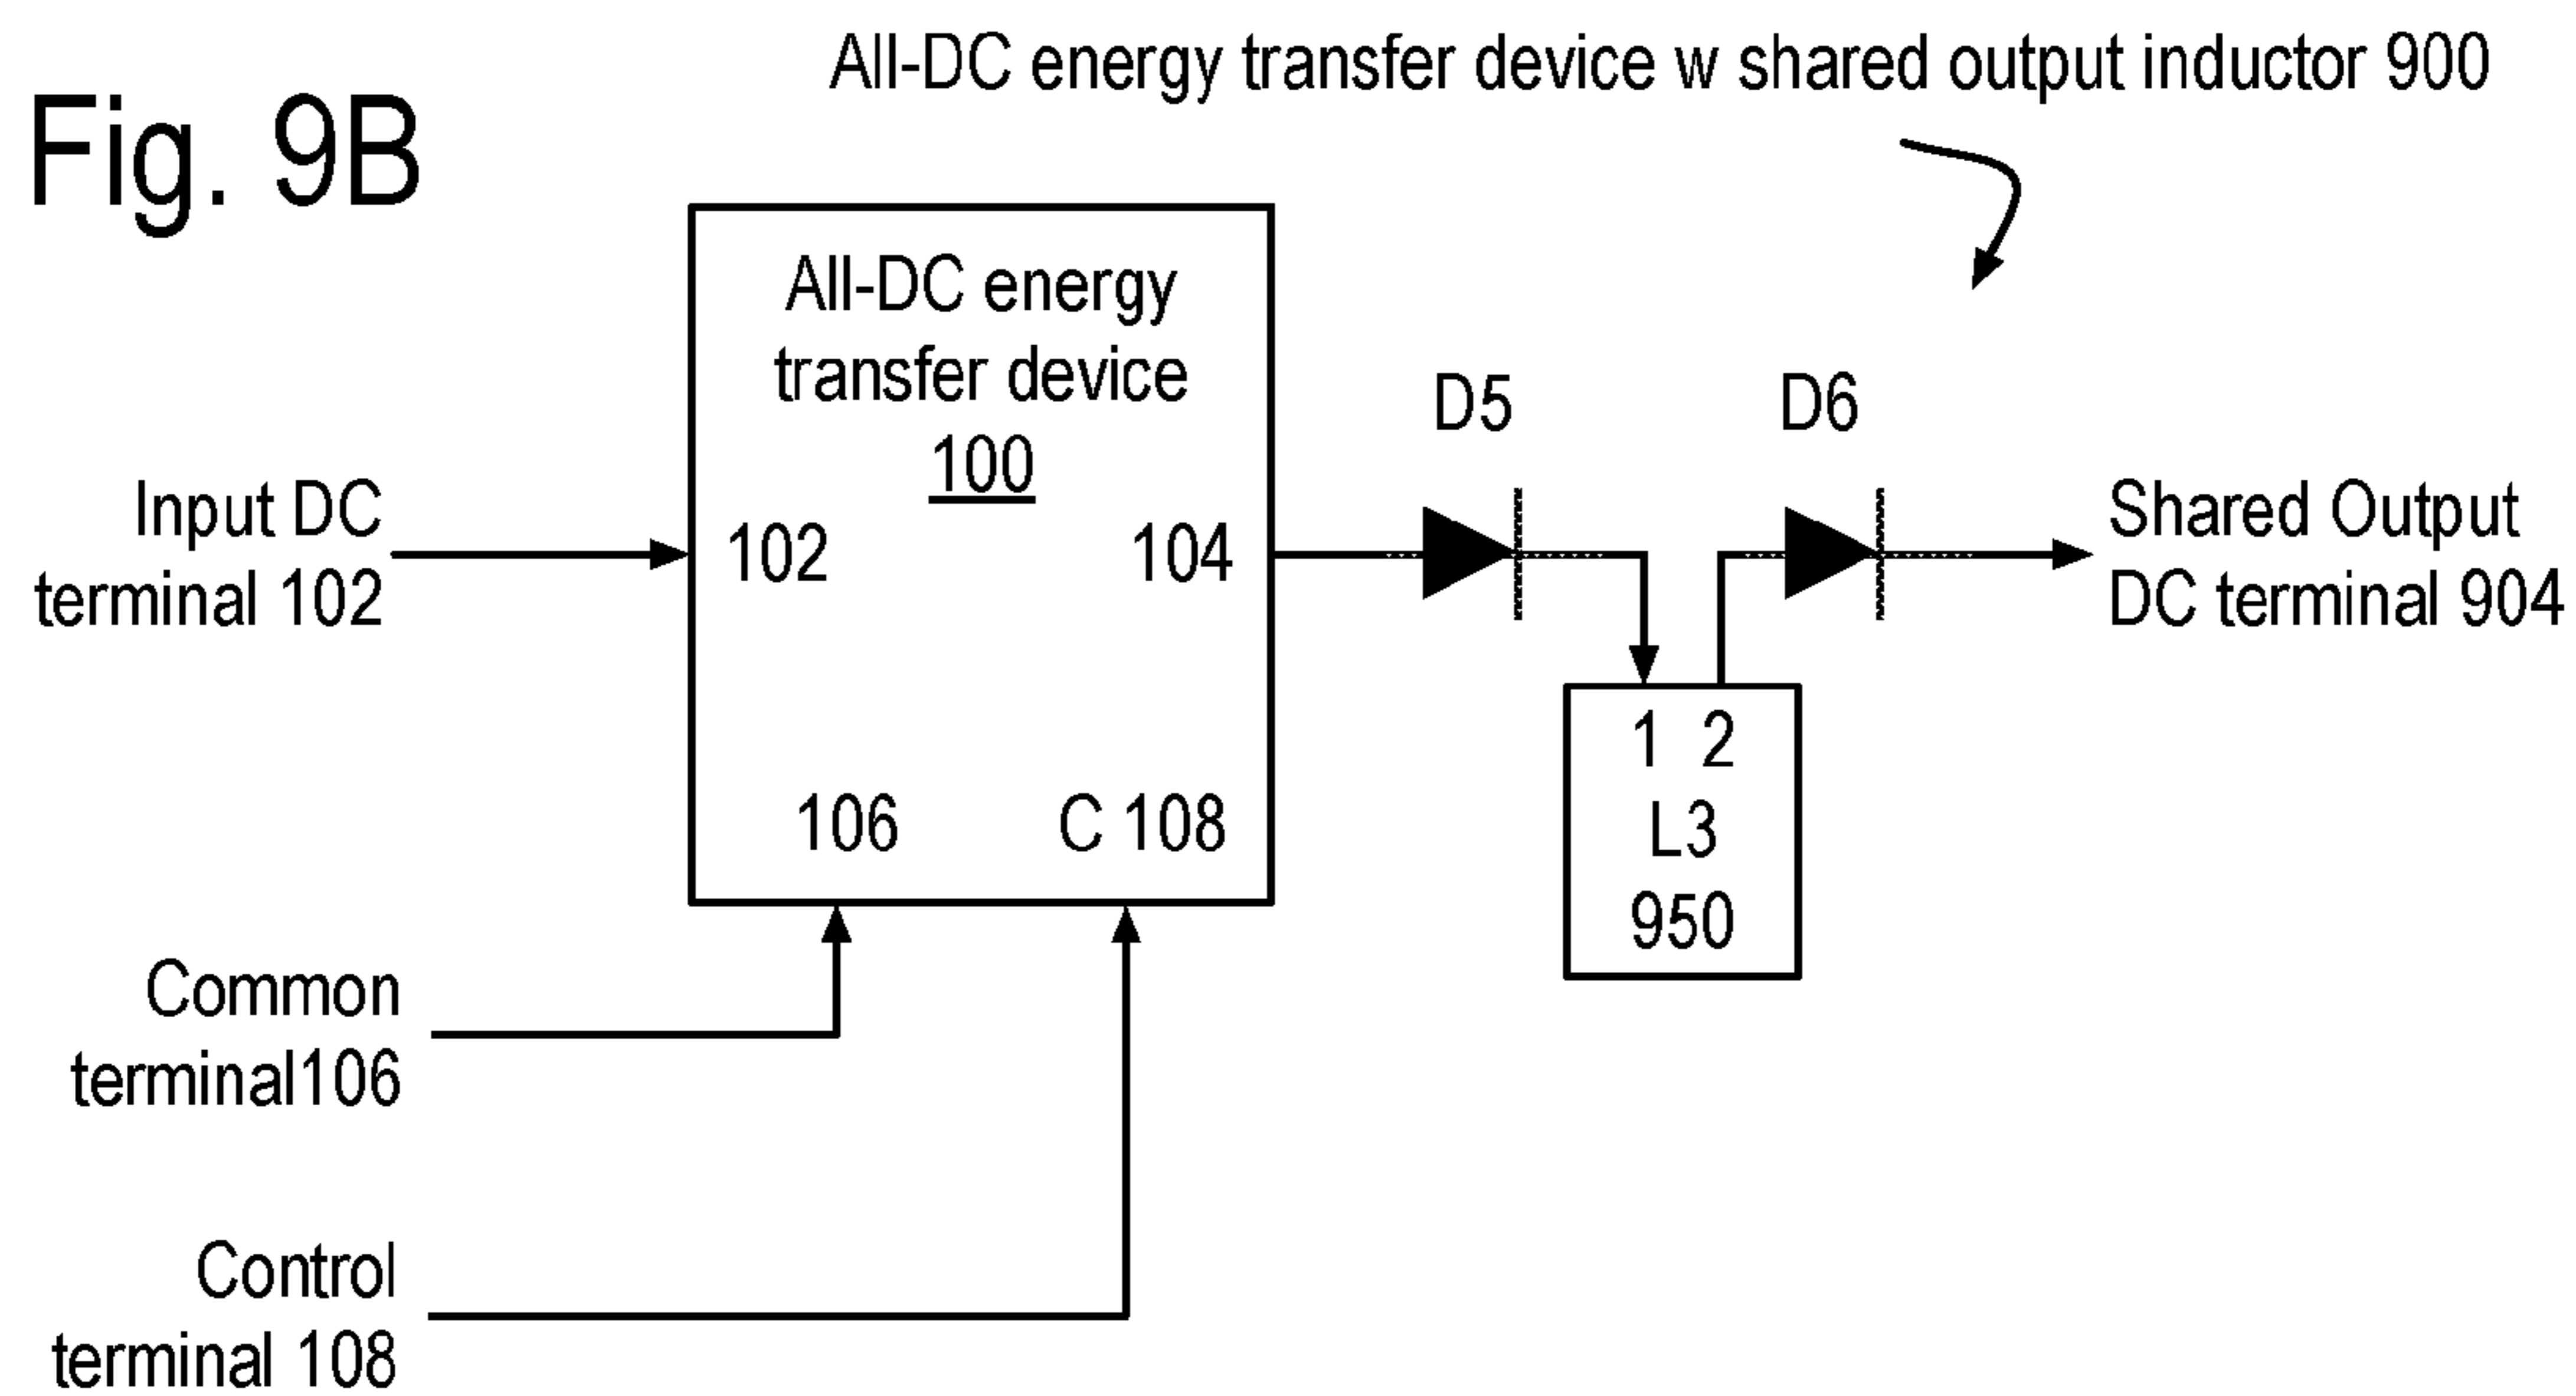 All-DC energy transfer device w shared output inductor 900
Fig. 9B
All-DC energy
transfer device
100
D5
D6
Input DC
terminal 102
102
104
Shared Output
DC terminal 904
1 2
L3
950
106
C 108
Common
terminal106
Control
terminal 108